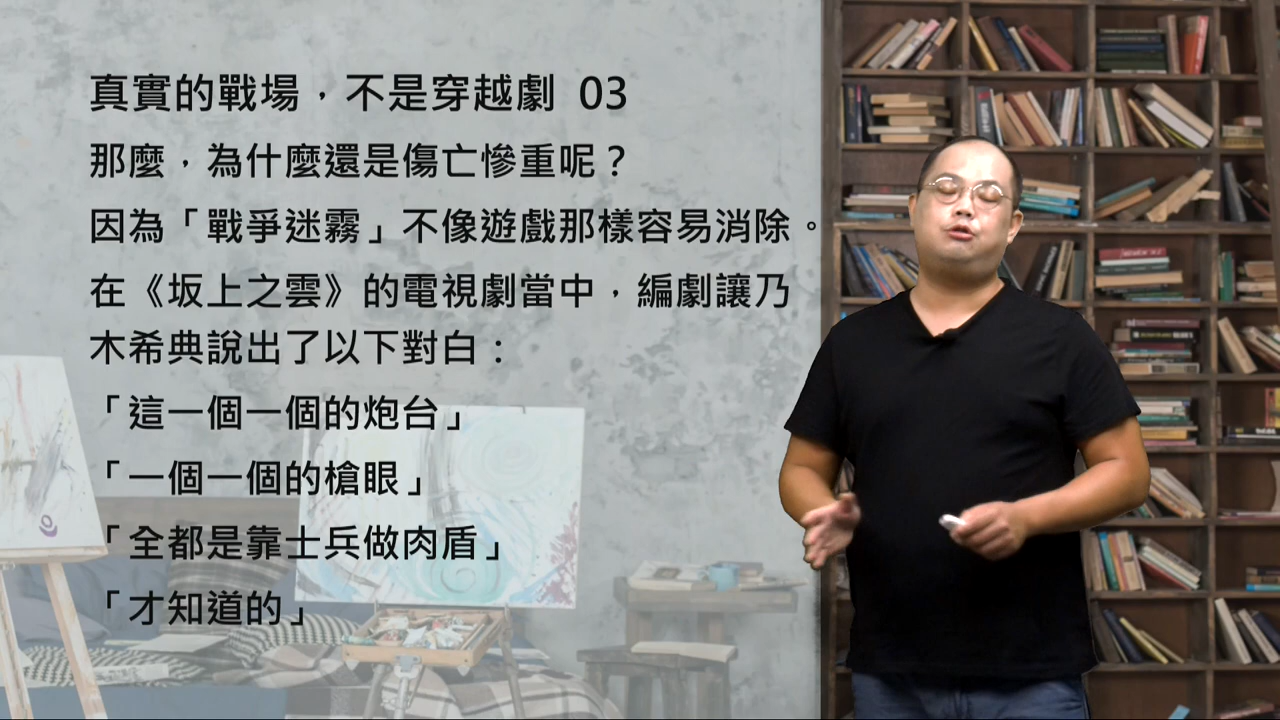 真實的戰場，不是穿越劇 03
那麼，為什麼還是傷亡慘重呢？
因為「戰爭迷霧」不像遊戲那樣容易消除。
在《坂上之雲》的電視劇當中，編劇讓乃
木希典說出了以下對白：
「這一個一個的炮台」
「一個一個的槍眼」
「全都是靠士兵做肉盾」
「才知道的」